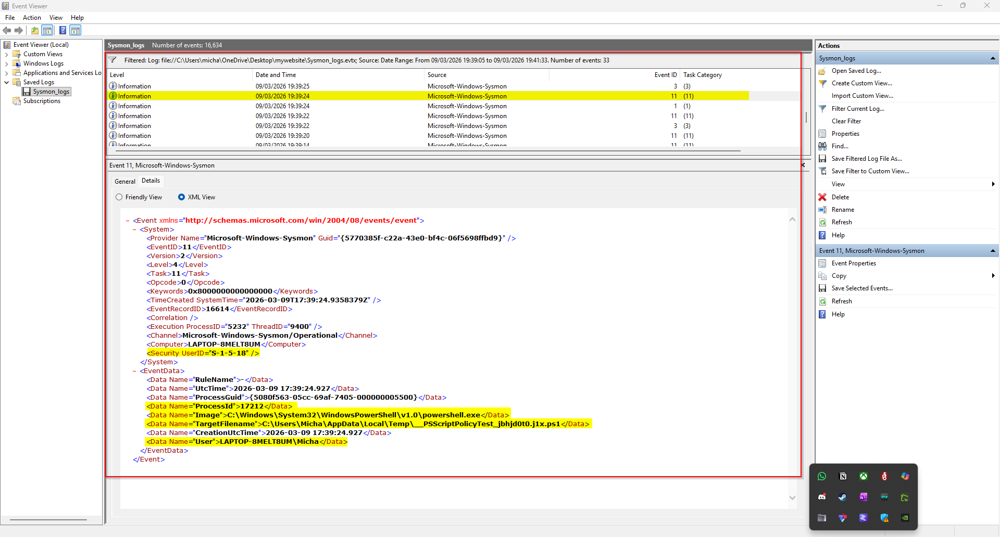 Event Viewer
File Action View Help
Event Viewer (Local)
Custom Views
Windows Logs
Applications and Services Lo
Saved Logs
Sysmon_logs
Subscriptions
Sysmon_logs Number of events: 16,634
Filtered: Log: file://C:\Users\micha\OneDrive\Desktop\mywebsite\Sysmon_logs.evtx; Source: Date Range: From 09/03/2026 19:39:05 to 09/03/2026 19:41:33. Number of events: 33
Level Date and Time Source Event ID Task Category
Information 09/03/2026 19:39:25 Microsoft-Windows-Sysmon 3 (3)
Information 09/03/2026 19:39:24 Microsoft-Windows-Sysmon 11 (11)
Information 09/03/2026 19:39:24 Microsoft-Windows-Sysmon 1 (1)
Information 09/03/2026 19:39:22 Microsoft-Windows-Sysmon 11 (11)
Information 09/03/2026 19:39:22 Microsoft-Windows-Sysmon 3 (3)
Information 09/03/2026 19:39:20 Microsoft-Windows-Sysmon 11 (11)
Information 09/03/2026 19:39:14 Microsoft-Windows-Sysmon 11 (11)
Event 11, Microsoft-Windows-Sysmon
General Details
Friendly View XML View
- <Event xmlns="http://schemas.microsoft.com/win/2004/08/events/event">
- <System>
<Provider Name="Microsoft-Windows-Sysmon" Guid="{5770385f-c22a-43e0-bf4c-06f5698ffbd9}" />
<EventID>11</EventID>
<Version>2</Version>
<Level>4</Level>
<Task>11</Task>
<Opcode>0</Opcode>
<Keywords>0x8000000000000000</Keywords>
<TimeCreated SystemTime="2026-03-09T17:39:24.9358379Z" />
<EventRecordID>16614</EventRecordID>
<Correlation />
<Execution ProcessID="5232" ThreadID="9400" />
<Channel>Microsoft-Windows-Sysmon/Operational</Channel>
<Computer>LAPTOP-8MELT8UM</Computer>
<Security UserID="S-1-5-18" />
</System>
- <EventData>
<Data Name="RuleName">-</Data>
<Data Name="UtcTime">2026-03-09 17:39:24.927</Data>
<Data Name="ProcessGuid">{5080f563-05cc-69af-7405-000000005500}</Data>
<Data Name="ProcessId">17212</Data>
<Data Name="Image">C:\Windows\System32\WindowsPowerShell\v1.0\powershell.exe</Data>
<Data Name="TargetFilename">C:\Users\Micha\AppData\Local\Temp\__PSScriptPolicyTest_jbhjd0t0.j1x.ps1</Data>
<Data Name="CreationUtcTime">2026-03-09 17:39:24.927</Data>
<Data Name="User">LAPTOP-8MELT8UM\Micha</Data>
</EventData>
</Event>
Actions
Sysmon_logs
Open Saved Log...
Create Custom View...
Import Custom View...
Filter Current Log...
Clear Filter
Properties
Find...
Save Filtered Log File As...
Save Filter to Custom View...
View
Delete
Rename
Refresh
Help
Event 11, Microsoft-Windows-Sysmon
Event Properties
Copy
Save Selected Events...
Refresh
Help